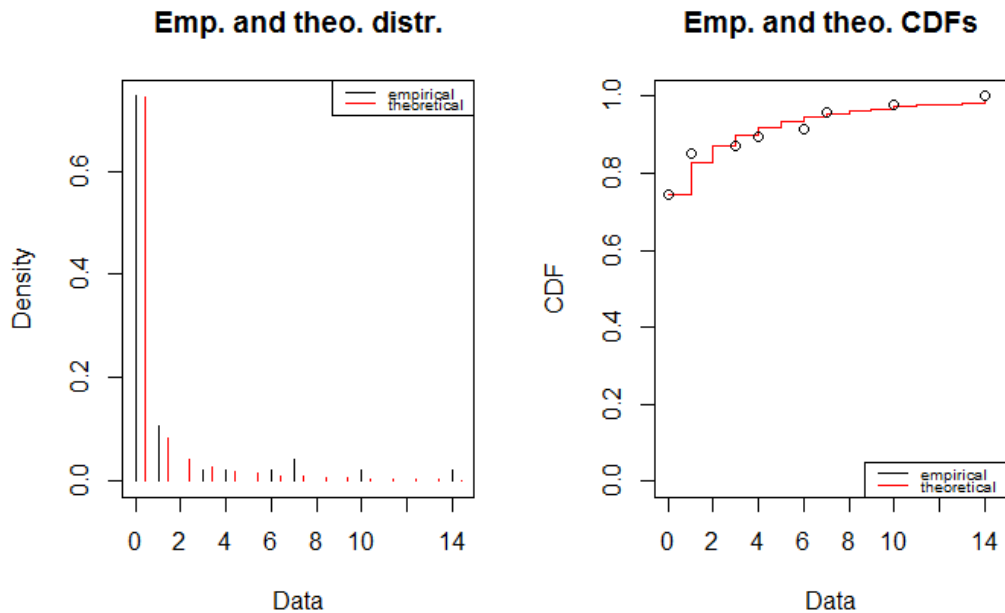 Emp. and theo. distr.
empirical
theoretical
Density
0.0 0.2 0.4 0.6
0 2 4 6 8 10 14
Data
Emp. and theo. CDFs
empirical
theoretical
CDF
0.0 0.2 0.4 0.6 0.8 1.0
0 2 4 6 8 10 14
Data